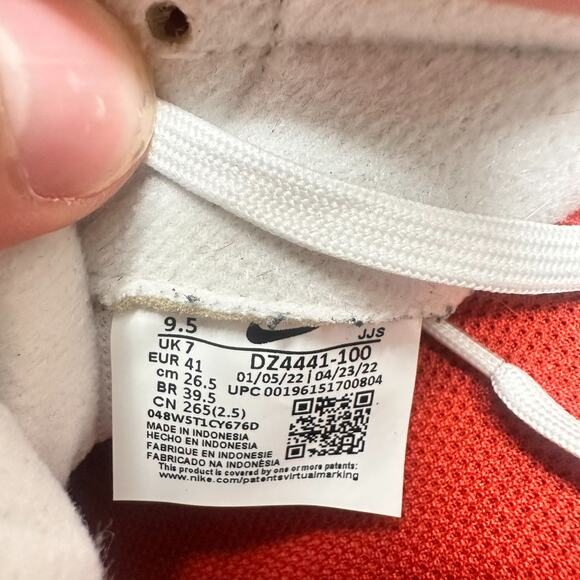 9.5
JJS
UK 7
EUR 41
cm 26.5
BR 39.5
CN 265(2.5)
DZ4441-100
01/05/22 | 04/23/22
UPC 00196151700804
048W5T1CY676D
MADE IN INDONESIA
HECHO EN INDONESIA
FABRIQUE EN INDONESIE
FABRICADO NA INDONÉSIA
This product is covered by one or more patents:
www.nike.com/patentsvirtualmarking